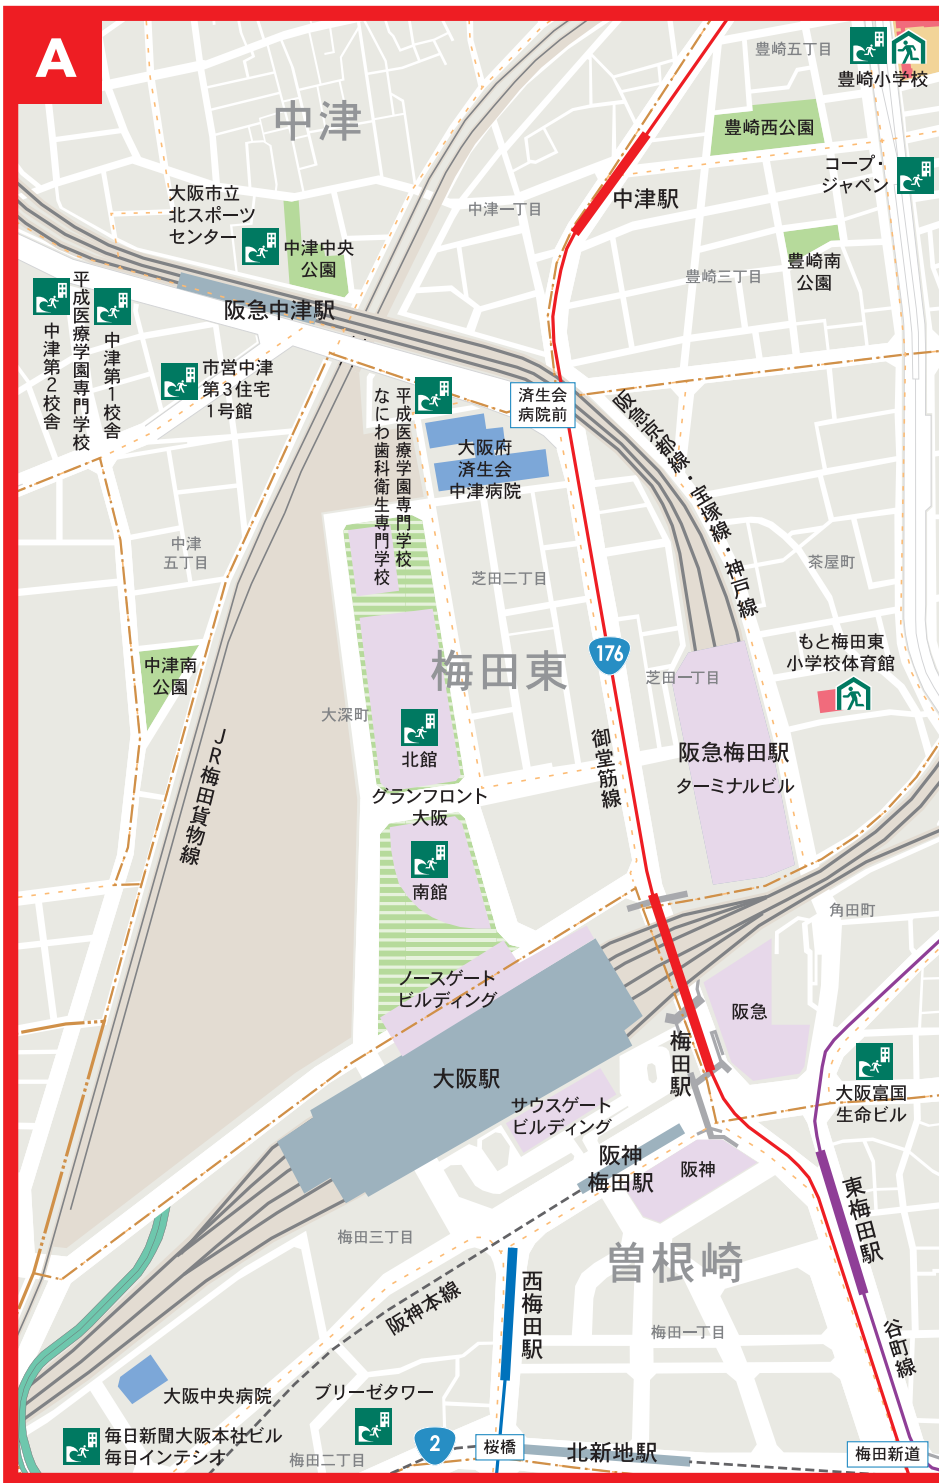 A
中津
豊崎五丁目
豊崎小学校
豊崎西公園
コープ・
ジャペン
大阪市立
北スポーツ
センター
中津一丁目
中津駅
中津中央
公園
豊崎三丁目
豊崎南
公園
阪急中津駅
平成医療学園専門学校
中津第2校舎
中津第1校舎
市営中津
第3住宅
1号館
平成医療学園専門学校
なにわ歯科衛生専門学校
済生会
病院前
阪急京都線・宝塚線・神戸線
大阪府
済生会
中津病院
中津
五丁目
芝田二丁目
茶屋町
176
もと梅田東
小学校体育館
梅田東
中津南
公園
芝田一丁目
大深町
北館
御堂筋線
阪急梅田駅
ターミナルビル
JR梅田貨物線
グランフロント
大阪
南館
角田町
ノースゲート
ビルディング
阪急
梅田駅
大阪駅
大阪富国
生命ビル
サウスゲート
ビルディング
阪神
梅田駅
阪神
東梅田駅
梅田三丁目
曽根崎
阪神本線
西梅田駅
梅田一丁目
谷町線
大阪中央病院
ブリーゼタワー
毎日新聞大阪本社ビル
毎日インテシオ
梅田二丁目
2
桜橋
北新地駅
梅田新道